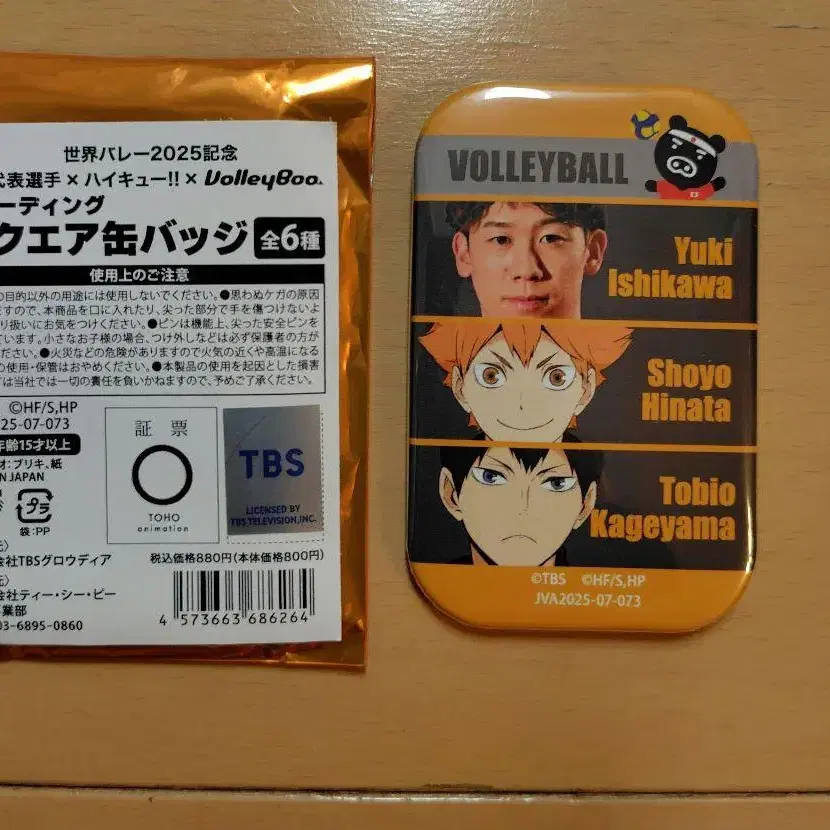 世界バレー2025記念
代表選手×ハイキュー!!×VolleyBoo.
ーディング
クエア缶バッジ 全6種
使用上のご注意
の目的以外の用途には使用しないでください。●思わぬケガの原因
ますので、本商品を口に入れたり、尖った部分で手を傷つけないよ
り扱いにお気をつけください。●ピンは機能上、尖った安全ピンを
ています。小さなお子様の場合、つけ外しなどは必ず保護者の方が
ださい。●火災などの危険がありますので火気の近くや高温になる
の使用・保管はおやめください。●本製品の使用を起因とした損害
ては当社では一切の責任を負いかねますので、予めご了承ください。
©HF/S,HP
25-07-073
年齢15才以上
オ:ブリキ、紙
N JAPAN
プラ
袋:PP
証票
TOHO
animation
TBS
LICENSED BY
TBS TELEVISION, INC.
税込価格880円(本体価格800円)
元〉
会社TBSグロウディア
元〉
会社ティー・シー・ピー
事業部
03-6895-0860
4 573663 686264
VOLLEYBALL
Yuki
Ishikawa
Shoyo
Hinata
Tobio
Kageyama
©TBS ©HF/S,HP
JVA2025-07-073